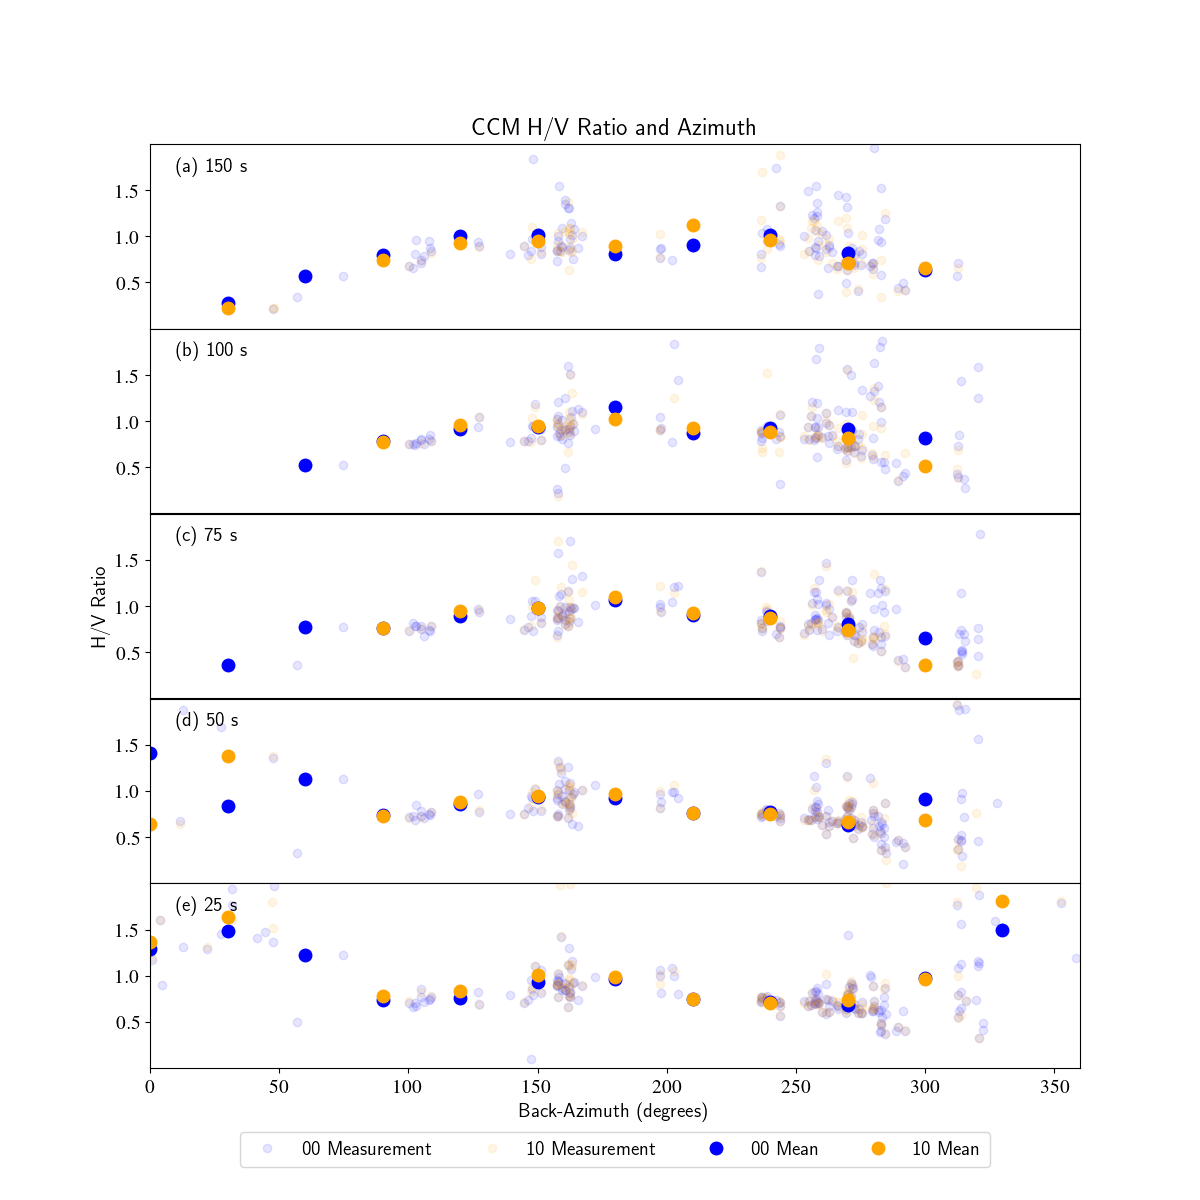 CCM H/V Ratio and Azimuth
(a) 150 s
1.5
1.0
0.5
(b) 100 s
1.5
1.0
0.5
(c) 75 s
1.5
1.0
0.5
H/V Ratio
(d) 50 s
1.5
1.0
0.5
(e) 25 s
1.5
1.0
0.5
0 50 100 150 200 250 300 350
Back-Azimuth (degrees)
00 Measurement 10 Measurement 00 Mean 10 Mean